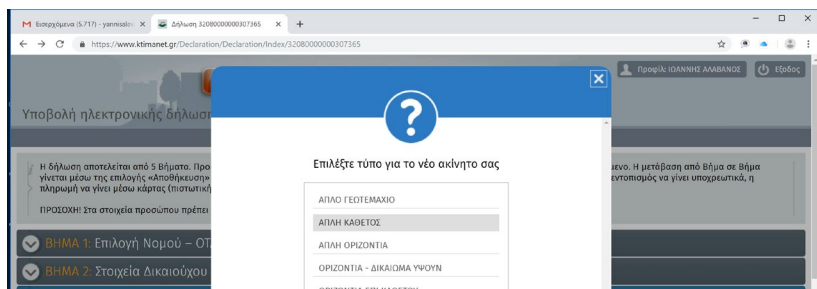 Εισερχόμενα (5.717) - yannisalav
Δήλωση 32080000000307365
https://www.ktimanet.gr/Declaration/Declaration/Index/32080000000307365
Προφίλ: ΙΩΑΝΝΗΣ ΑΛΑΒΑΝΟΣ
Εξοδος
Υποβολή ηλεκτρονικής δήλωσ
?
Επιλέξτε τύπο για το νέο ακίνητο σας
Η δήλωση αποτελείται από 5 Βήματα. Προ
μενο. Η μετάβαση από Βήμα σε Βήμα
γίνεται μέσω της επιλογής «Αποθήκευση»
εντοπισμός να γίνει υποχρεωτικά, η
πληρωμή να γίνει μέσω κάρτας (πιστωτική
ΠΡΟΣΟΧΗ! Στα στοιχεία προσώπου πρέπει
ΑΠΛΟ ΓΕΩΤΕΜΑΧΙΟ
ΑΠΛΗ ΚΑΘΕΤΟΣ
ΑΠΛΗ ΟΡΙΖΟΝΤΙΑ
ΟΡΙΖΟΝΤΙΑ - ΔΙΚΑΙΩΜΑ ΥΨΟΥΝ
ΒΗΜΑ 1: Επιλογή Νομού – ΟΤ
ΒΗΜΑ 2: Στοιχεία Δικαιούχου